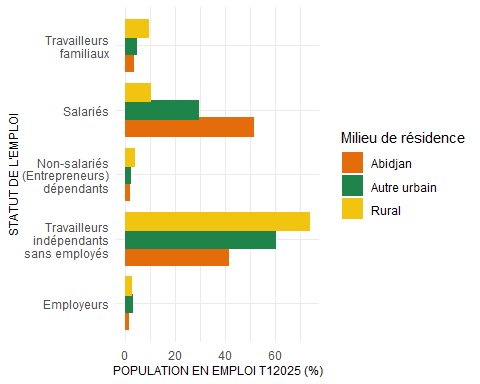 STATUT DE L'EMPLOI
Travailleurs
familiaux
Salariés
Non-salariés
(Entrepreneurs)
dépendants
Travailleurs
indépendants
sans employés
Employeurs
0
20
40
60
POPULATION EN EMPLOI T12025 (%)
Milieu de résidence
Abidjan
Autre urbain
Rural